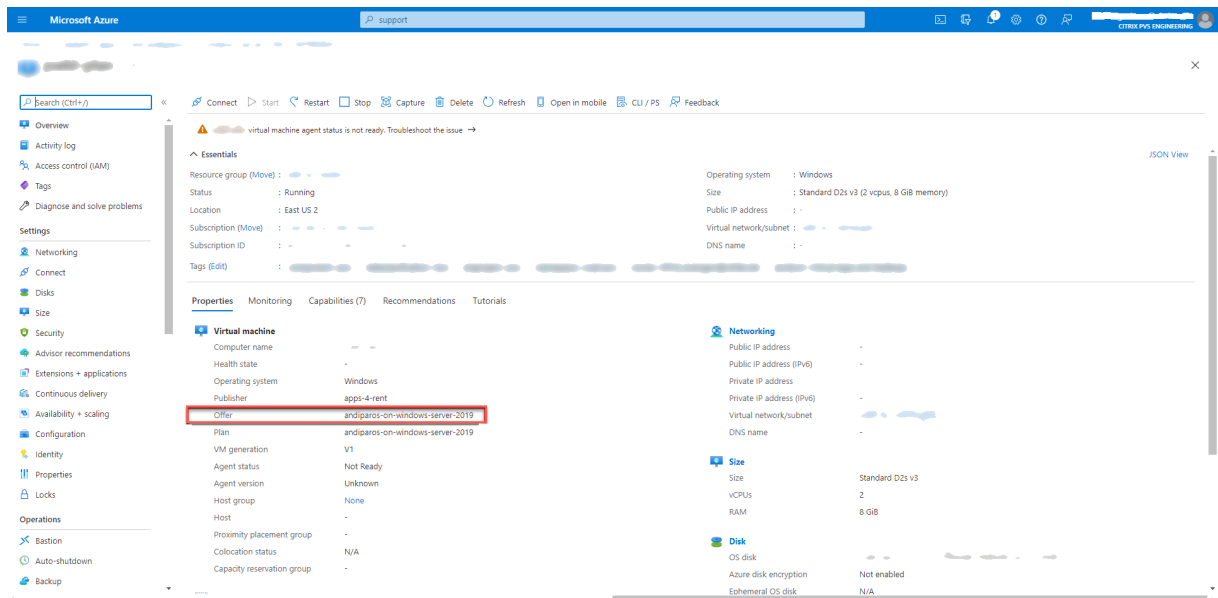 Microsoft Azure
support
1
CITRIX PVS ENGINEERING
Search (Ctrl+/)
Connect Start Restart Stop Capture Delete Refresh Open in mobile CLI / PS Feedback
Overview
Activity log
Access control (IAM)
Tags
Diagnose and solve problems
Settings
Networking
Connect
Disks
Size
Security
Advisor recommendations
Extensions + applications
Continuous delivery
Availability + scaling
Configuration
Identity
Properties
Locks
Operations
Bastion
Auto-shutdown
Backup
virtual machine agent status is not ready. Troubleshoot the issue →
Essentials
JSON View
Resource group (Move) :
Status : Running
Location : East US 2
Subscription (Move) :
Subscription ID :
Tags (Edit) :
Operating system : Windows
Size : Standard D2s v3 (2 vcpus, 8 GiB memory)
Public IP address : -
Virtual network/subnet :
DNS name : -
Properties Monitoring Capabilities (7) Recommendations Tutorials
Virtual machine
Computer name
Health state -
Operating system Windows
Publisher apps-4-rent
Offer andiparos-on-windows-server-2019
Plan andiparos-on-windows-server-2019
VM generation V1
Agent status Not Ready
Agent version Unknown
Host group None
Host -
Proximity placement group -
Colocation status N/A
Capacity reservation group -
Networking
Public IP address -
Public IP address (IPv6) -
Private IP address
Private IP address (IPv6) -
Virtual network/subnet
DNS name -
Size
Size Standard D2s v3
vCPUs 2
RAM 8 GiB
Disk
OS disk
Azure disk encryption Not enabled
Ephemeral OS disk N/A